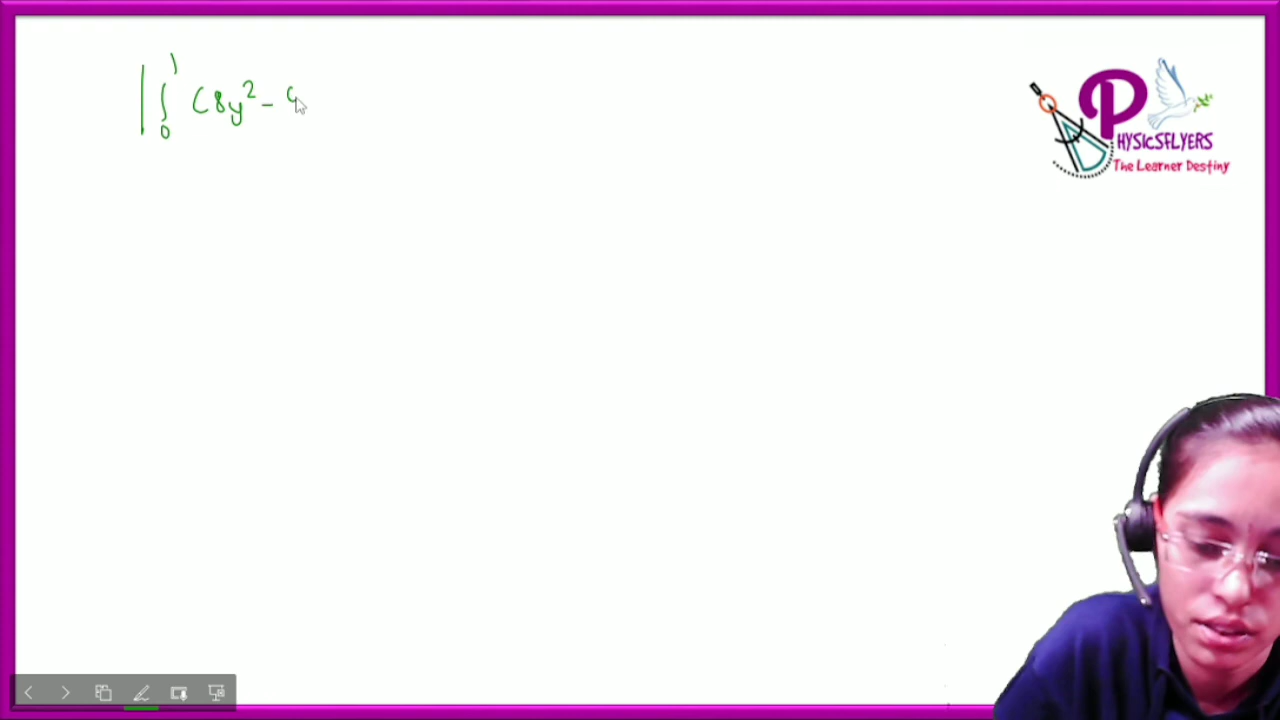 | ∫₀¹ (8y² -
PHYSICSFLYERS
The Learner Destiny